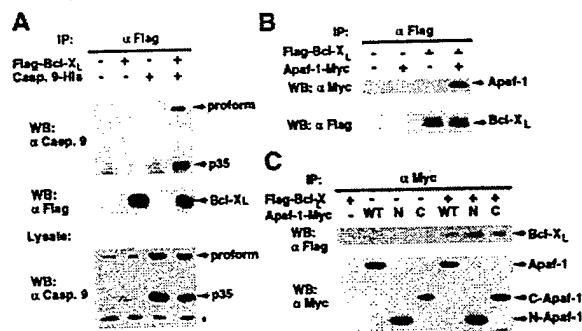 A
IP: α Flag
Flag-Bcl-XL - + - +
Casp. 9-His - - + +
WB: α Casp. 9
proform
p35
WB: α Flag
Bcl-XL
Lysate:
WB: α Casp. 9
proform
p35
*
B
IP: α Flag
Flag-Bcl-XL - - + +
Apaf-1-Myc - + - +
WB: α Myc
Apaf-1
WB: α Flag
Bcl-XL
C
IP: α Myc
Flag-Bcl-X + - - - + + +
Apaf-1-Myc - WT N C WT N C
WB: α Flag
Bcl-XL
WB: α Myc
Apaf-1
C-Apaf-1
N-Apaf-1